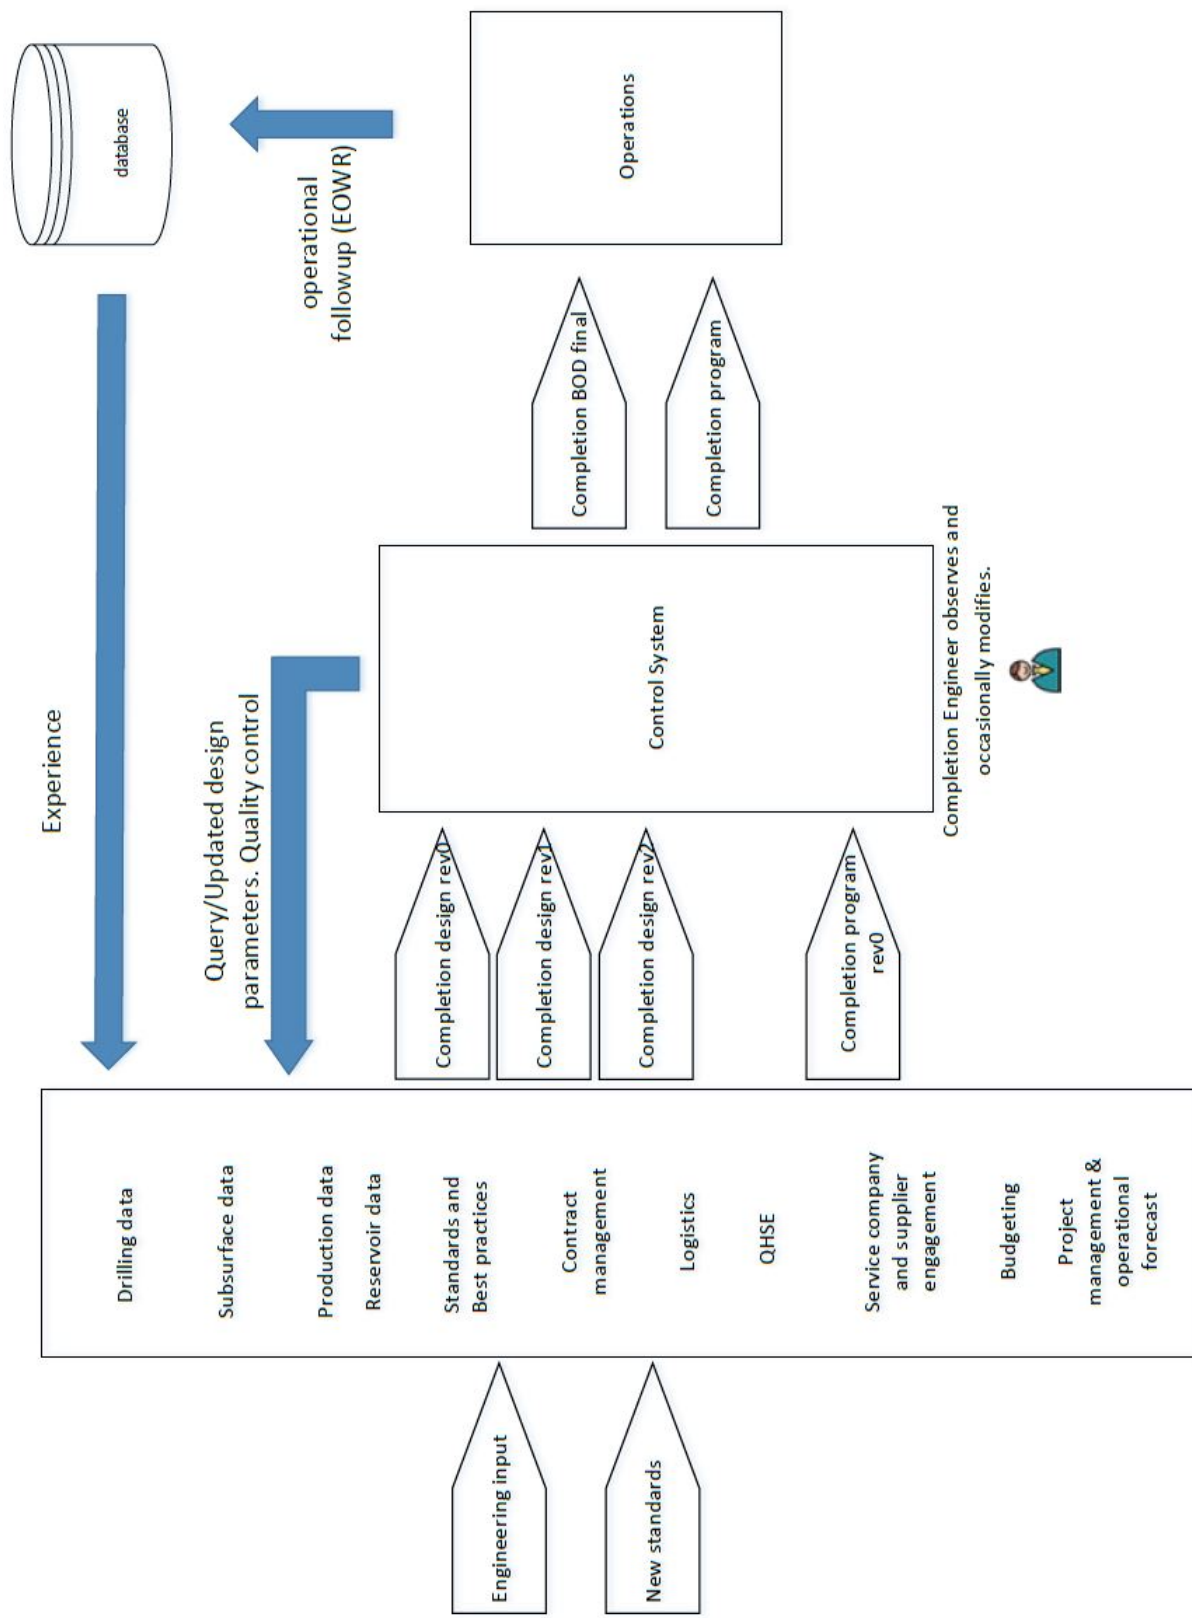 Experience
database
Query/Updated design
parameters. Quality control
operational
followup (EOWR)
Engineering input
New standards
Drilling data
Subsurface data
Production data
Reservoir data
Standards and
Best practices
Contract
management
Logistics
QHSE
Service company
and supplier
engagement
Budgeting
Project
management &
operational
forecast
Completion design rev0
Completion design rev1
Completion design rev2
Completion program
rev0
Control System
Completion Engineer observes and
occasionally modifies.
Completion BOD final
Completion program
Operations